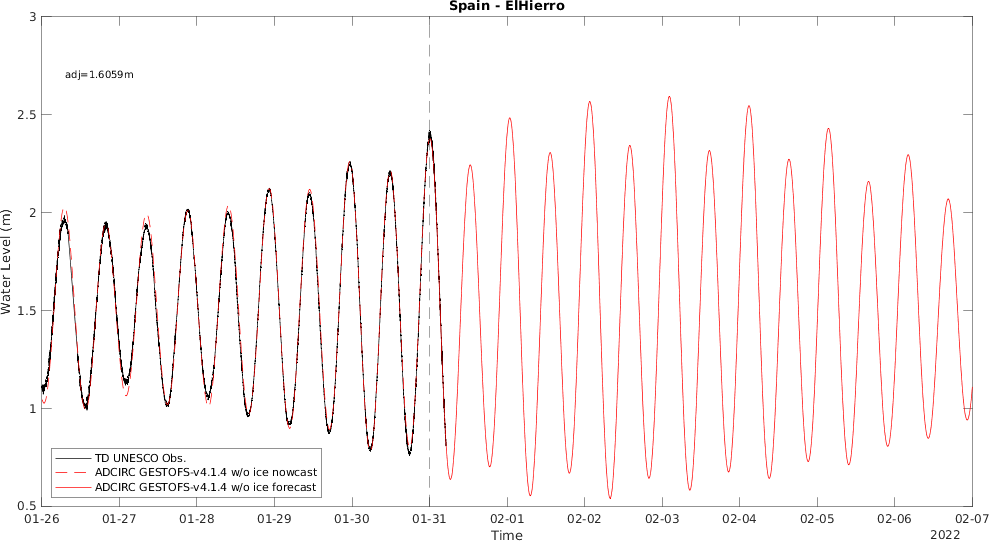 Spain - ElHierro
3
adj=1.6059m
2.5
2
Water Level (m)
1.5
1
TD UNESCO Obs.
ADCIRC GESTOFS-v4.1.4 w/o ice nowcast
ADCIRC GESTOFS-v4.1.4 w/o ice forecast
0.5
01-26 01-27 01-28 01-29 01-30 01-31 02-01 02-02 02-03 02-04 02-05 02-06 02-07
Time
2022